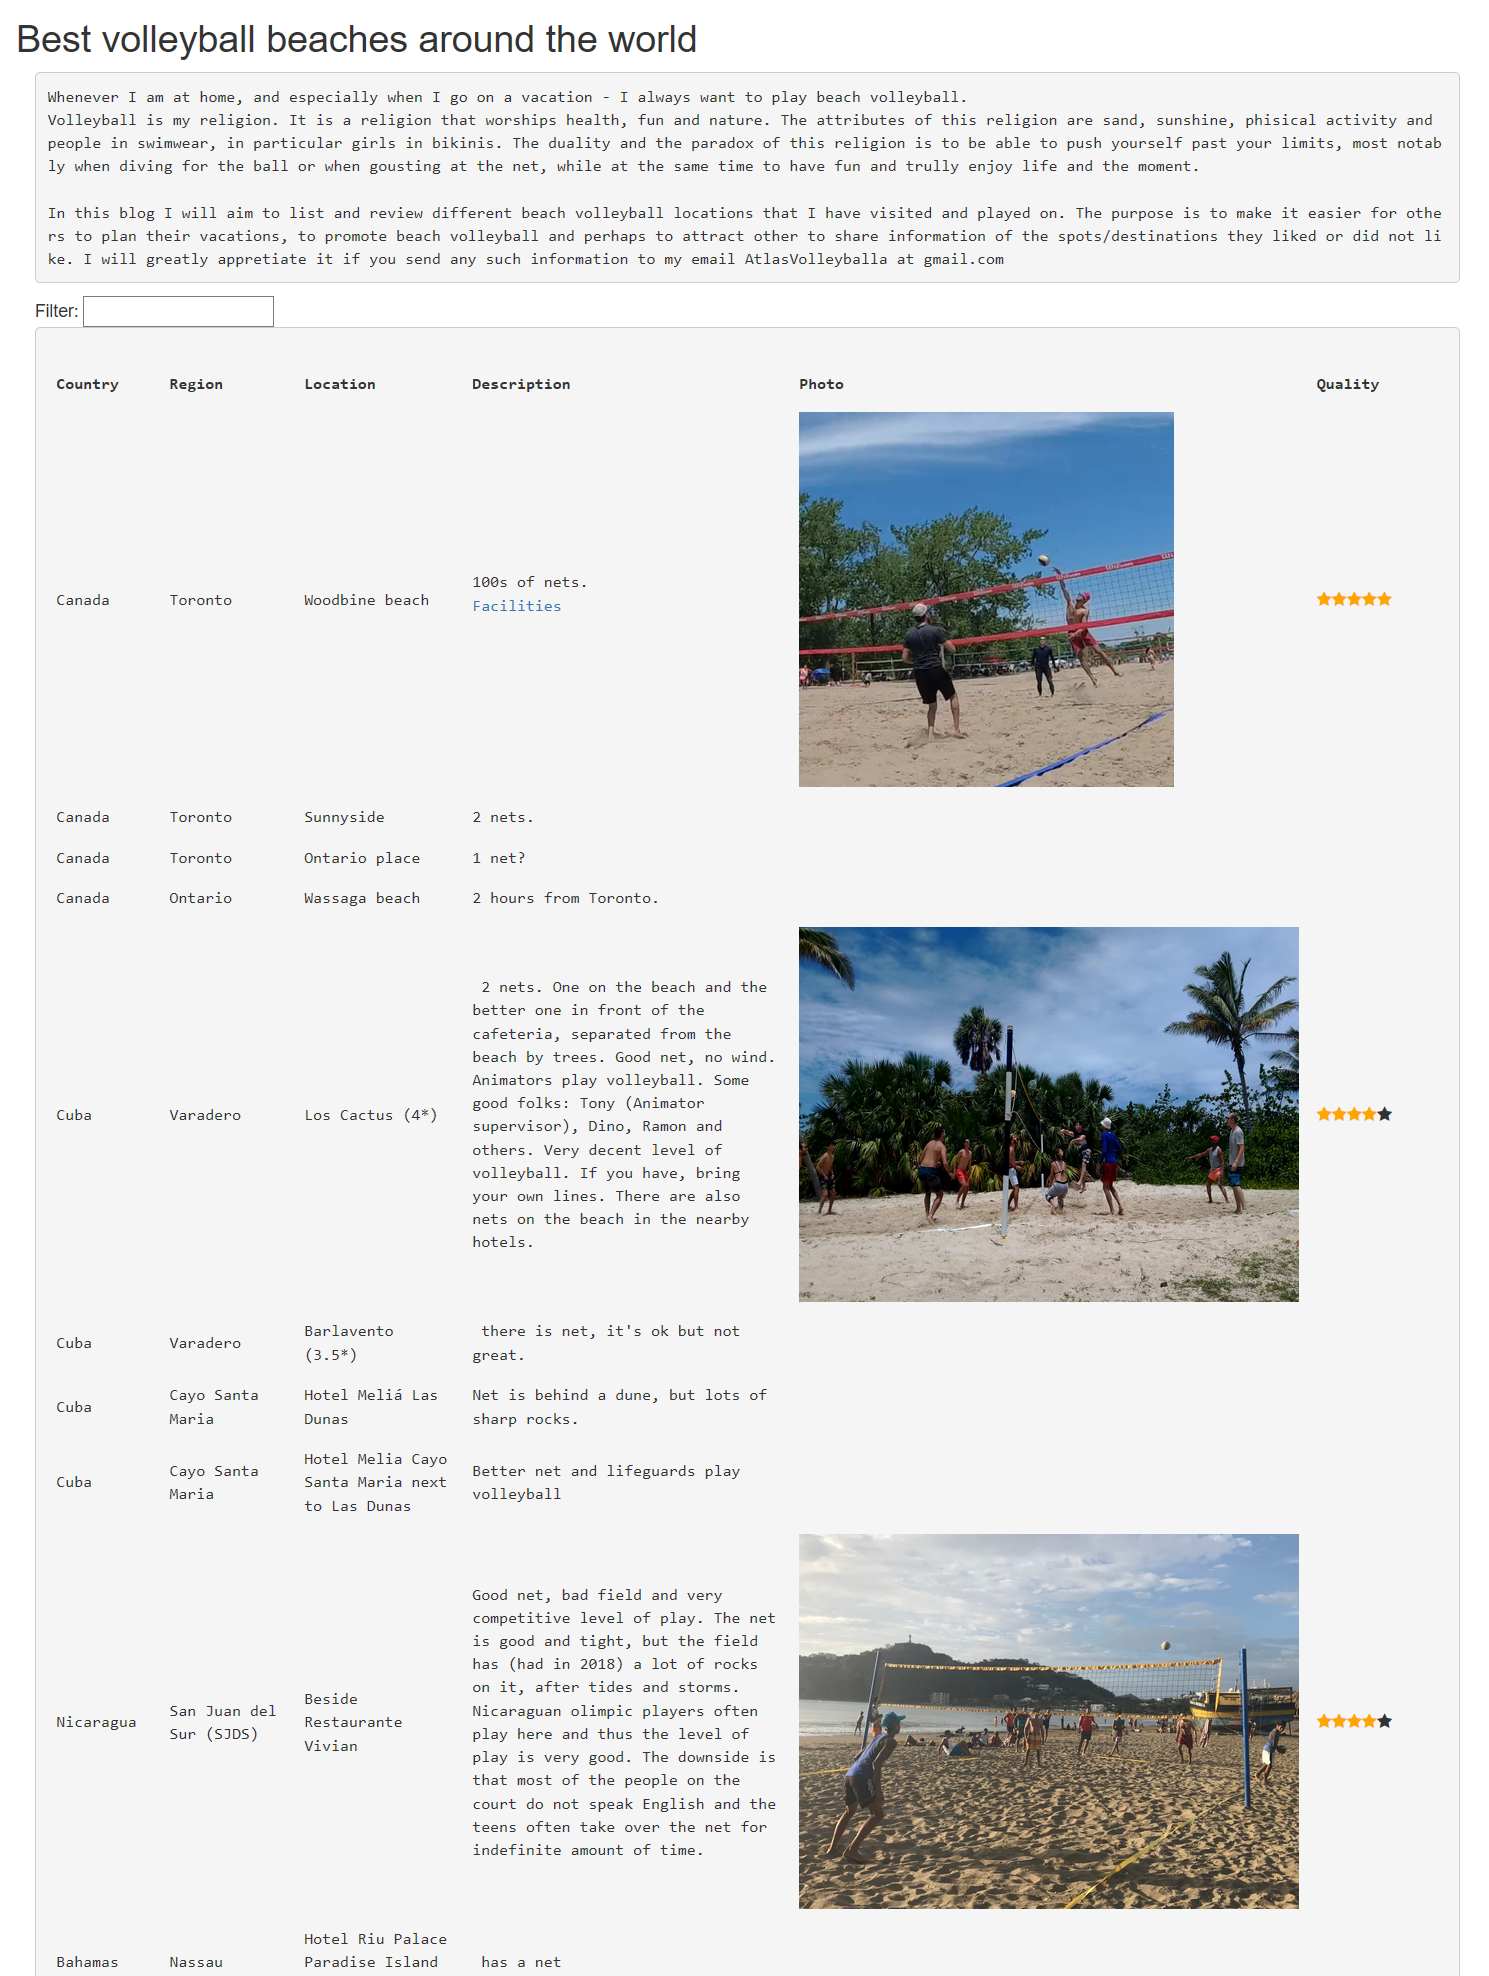 Best volleyball beaches around the world
Whenever I am at home, and especially when I go on a vacation - I always want to play beach volleyball.
Volleyball is my religion. It is a religion that worships health, fun and nature. The attributes of this religion are sand, sunshine, phisical activity and
people in swimwear, in particular girls in bikinis. The duality and the paradox of this religion is to be able to push yourself past your limits, most notab
ly when diving for the ball or when gousting at the net, while at the same time to have fun and trully enjoy life and the moment.
In this blog I will aim to list and review different beach volleyball locations that I have visited and played on. The purpose is to make it easier for othe
rs to plan their vacations, to promote beach volleyball and perhaps to attract other to share information of the spots/destinations they liked or did not li
ke. I will greatly appretiate it if you send any such information to my email AtlasVolleyballa at gmail.com
Filter:
Country Region Location Description Photo Quality
Canada Toronto Woodbine beach
100s of nets.
Facilities
Canada Toronto Sunnyside 2 nets.
Canada Toronto Ontario place 1 net?
Canada Ontario Wassaga beach 2 hours from Toronto.
Cuba Varadero Los Cactus (4*)
2 nets. One on the beach and the
better one in front of the
cafeteria, separated from the
beach by trees. Good net, no wind.
Animators play volleyball. Some
good folks: Tony (Animator
supervisor), Dino, Ramon and
others. Very decent level of
volleyball. If you have, bring
your own lines. There are also
nets on the beach in the nearby
hotels.
Cuba Varadero
Barlavento
(3.5*)
there is net, it's ok but not
great.
Cuba
Cayo Santa
Maria
Hotel Meliá Las
Dunas
Net is behind a dune, but lots of
sharp rocks.
Cuba
Cayo Santa
Maria
Hotel Melia Cayo
Santa Maria next
to Las Dunas
Better net and lifeguards play
volleyball
Nicaragua
San Juan del
Sur (SJDS)
Beside
Restaurante
Vivian
Good net, bad field and very
competitive level of play. The net
is good and tight, but the field
has (had in 2018) a lot of rocks
on it, after tides and storms.
Nicaraguan olimpic players often
play here and thus the level of
play is very good. The downside is
that most of the people on the
court do not speak English and the
teens often take over the net for
indefinite amount of time.
Bahamas Nassau
Hotel Riu Palace
Paradise Island
has a net